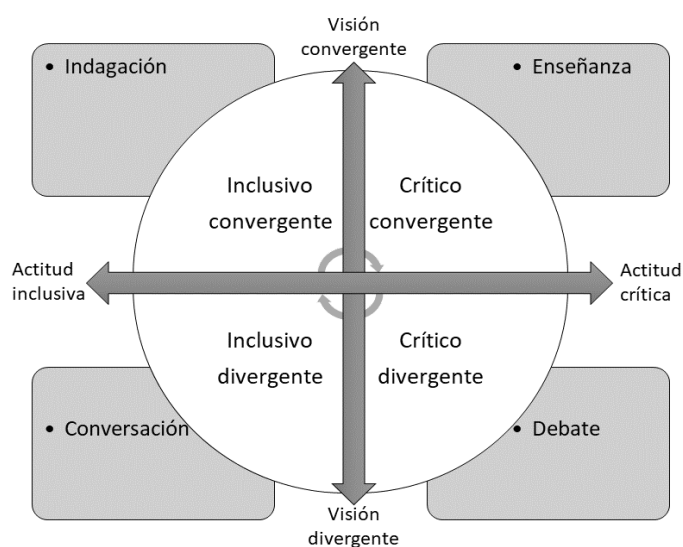 Visión
convergente
• Indagación
• Enseñanza
Inclusivo
convergente
Crítico
convergente
Actitud
inclusiva
Actitud
crítica
Inclusivo
divergente
Crítico
divergente
• Conversación
• Debate
Visión
divergente